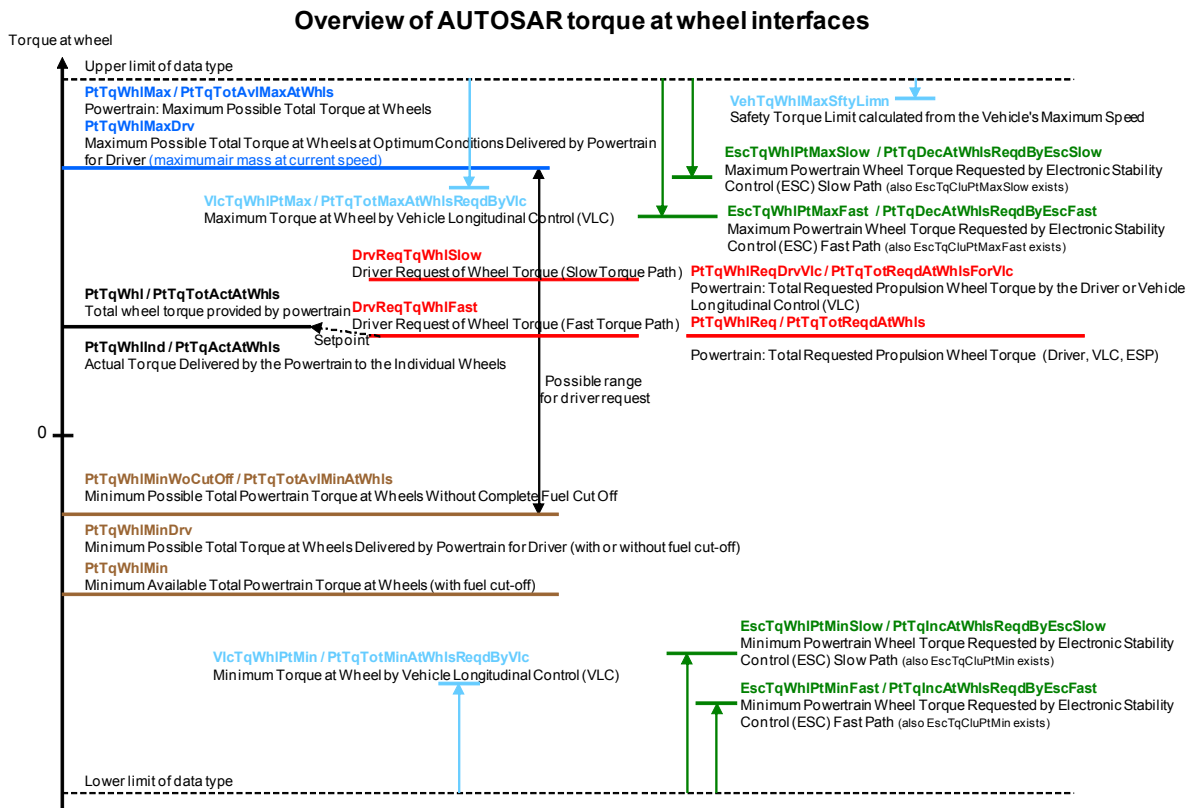 Overview of AUTOSAR torque at wheel interfaces
Torque at wheel
Upper limit of data type
PtTqWhlMax / PtTqTotAvlMaxAtWhls
Powertrain: Maximum Possible Total Torque at Wheels
PtTqWhlMaxDrv
Maximum Possible Total Torque at Wheels at Optimum Conditions Delivered by Powertrain
for Driver (maximum air mass at current speed)
VehTqWhlMaxSftyLimn
Safety Torque Limit calculated from the Vehicle's Maximum Speed
EscTqWhlPtMaxSlow / PtTqDecAtWhlsReqdByEscSlow
Maximum Powertrain Wheel Torque Requested by Electronic Stability
Control (ESC) Slow Path (also EscTqCluPtMaxSlow exists)
VlcTqWhlPtMax / PtTqTotMaxAtWhlsReqdByVlc
Maximum Torque at Wheel by Vehicle Longitudinal Control (VLC)
EscTqWhlPtMaxFast / PtTqDecAtWhlsReqdByEscFast
Maximum Powertrain Wheel Torque Requested by Electronic Stability
Control (ESC) Fast Path (also EscTqCluPtMaxFast exists)
DrvReqTqWhlSlow
Driver Request of Wheel Torque (Slow Torque Path)
PtTqWhlReqDrvVlc / PtTqTotReqdAtWhlsForVlc
Powertrain: Total Requested Propulsion Wheel Torque by the Driver or Vehicle
Longitudinal Control (VLC)
PtTqWhl / PtTqTotActAtWhls
Total wheel torque provided by powertrain
DrvReqTqWhlFast
Driver Request of Wheel Torque (Fast Torque Path)
PtTqWhlReq / PtTqTotReqdAtWhls
Setpoint
PtTqWhlInd / PtTqActAtWhls
Actual Torque Delivered by the Powertrain to the Individual Wheels
Powertrain: Total Requested Propulsion Wheel Torque (Driver, VLC, ESP)
Possible range
for driver request
0
PtTqWhlMinWoCutOff / PtTqTotAvlMinAtWhls
Minimum Possible Total Powertrain Torque at Wheels Without Complete Fuel Cut Off
PtTqWhlMinDrv
Minimum Possible Total Torque at Wheels Delivered by Powertrain for Driver (with or without fuel cut-off)
PtTqWhlMin
Minimum Available Total Powertrain Torque at Wheels (with fuel cut-off)
EscTqWhlPtMinSlow / PtTqIncAtWhlsReqdByEscSlow
Minimum Powertrain Wheel Torque Requested by Electronic Stability
Control (ESC) Slow Path (also EscTqCluPtMin exists)
VlcTqWhlPtMin / PtTqTotMinAtWhlsReqdByVlc
Minimum Torque at Wheel by Vehicle Longitudinal Control (VLC)
EscTqWhlPtMinFast / PtTqIncAtWhlsReqdByEscFast
Minimum Powertrain Wheel Torque Requested by Electronic Stability
Control (ESC) Fast Path (also EscTqCluPtMin exists)
Lower limit of data type